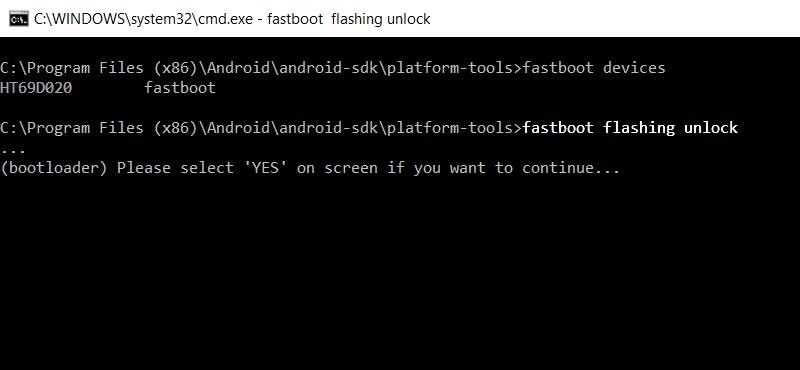 C:\WINDOWS\system32\cmd.exe - fastboot  flashing unlock
C:\Program Files (x86)\Android\android-sdk\platform-tools>fastboot devices
HT69D020        fastboot
C:\Program Files (x86)\Android\android-sdk\platform-tools>fastboot flashing unlock
...
(bootloader) Please select 'YES' on screen if you want to continue...